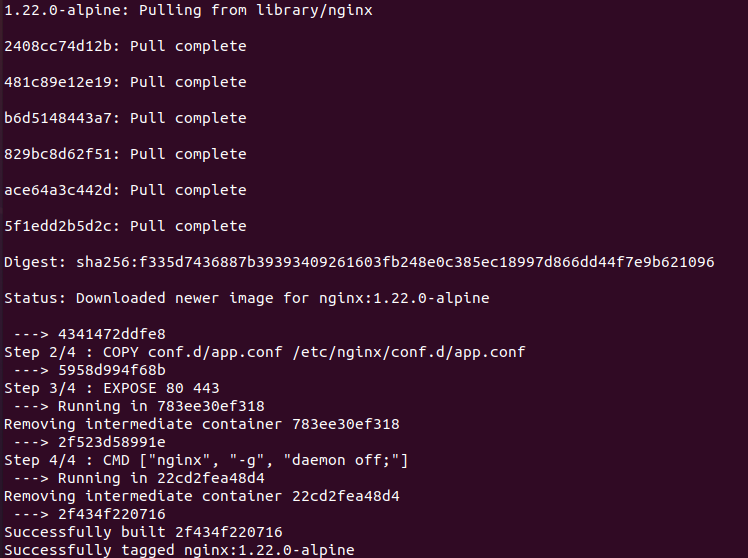 1.22.0-alpine: Pulling from library/nginx
2408cc74d12b: Pull complete
481c89e12e19: Pull complete
b6d5148443a7: Pull complete
829bc8d62f51: Pull complete
ace64a3c442d: Pull complete
5f1edd2b5d2c: Pull complete
Digest: sha256:f335d7436887b39393409261603fb248e0c385ec18997d866dd44f7e9b621096
Status: Downloaded newer image for nginx:1.22.0-alpine
 ---> 4341472ddfe8
Step 2/4 : COPY conf.d/app.conf /etc/nginx/conf.d/app.conf
 ---> 5958d994f68b
Step 3/4 : EXPOSE 80 443
 ---> Running in 783ee30ef318
Removing intermediate container 783ee30ef318
 ---> 2f523d58991e
Step 4/4 : CMD ["nginx", "-g", "daemon off;"]
 ---> Running in 22cd2fea48d4
Removing intermediate container 22cd2fea48d4
 ---> 2f434f220716
Successfully built 2f434f220716
Successfully tagged nginx:1.22.0-alpine